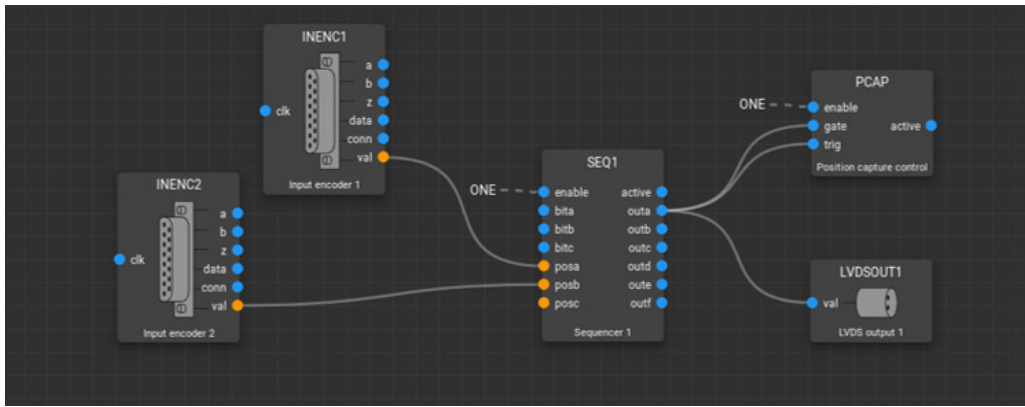 INENC1
a
b
z
clk
data
conn
val
Input encoder 1
INENC2
a
b
z
clk
data
conn
val
Input encoder 2
SEQ1
ONE
enable active
bita outa
bitb outb
bitc outc
posa outd
posb oute
posc outf
Sequencer 1
PCAP
ONE
enable
gate active
trig
Position capture control
LVDSOUT1
val
LVDS output 1